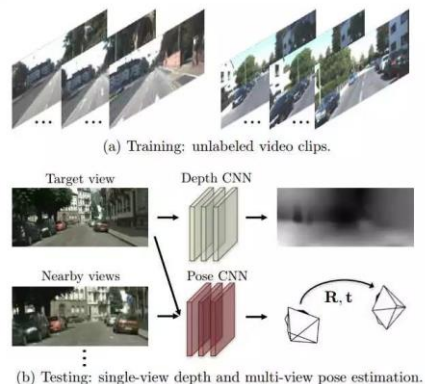 (a) Training: unlabeled video clips.
Target view
Depth CNN
Nearby views
Pose CNN
R, t
(b) Testing: single-view depth and multi-view pose estimation.